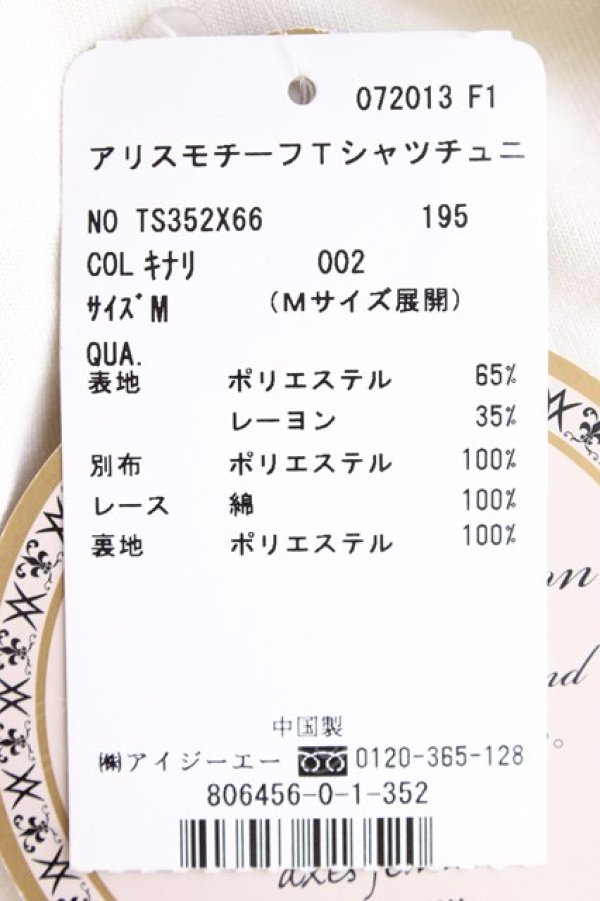 072013 F1
アリスモチーフTシャツチュニ
NO TS352X66 195
COL キナリ 002
サイズ M (Mサイズ展開)
QUA.
表地 ポリエステル 65%
レーヨン 35%
別布 ポリエステル 100%
レース 綿 100%
裏地 ポリエステル 100%
nd
中国製
㈱アイジーエー 0120-365-128
806456-0-1-352
axes